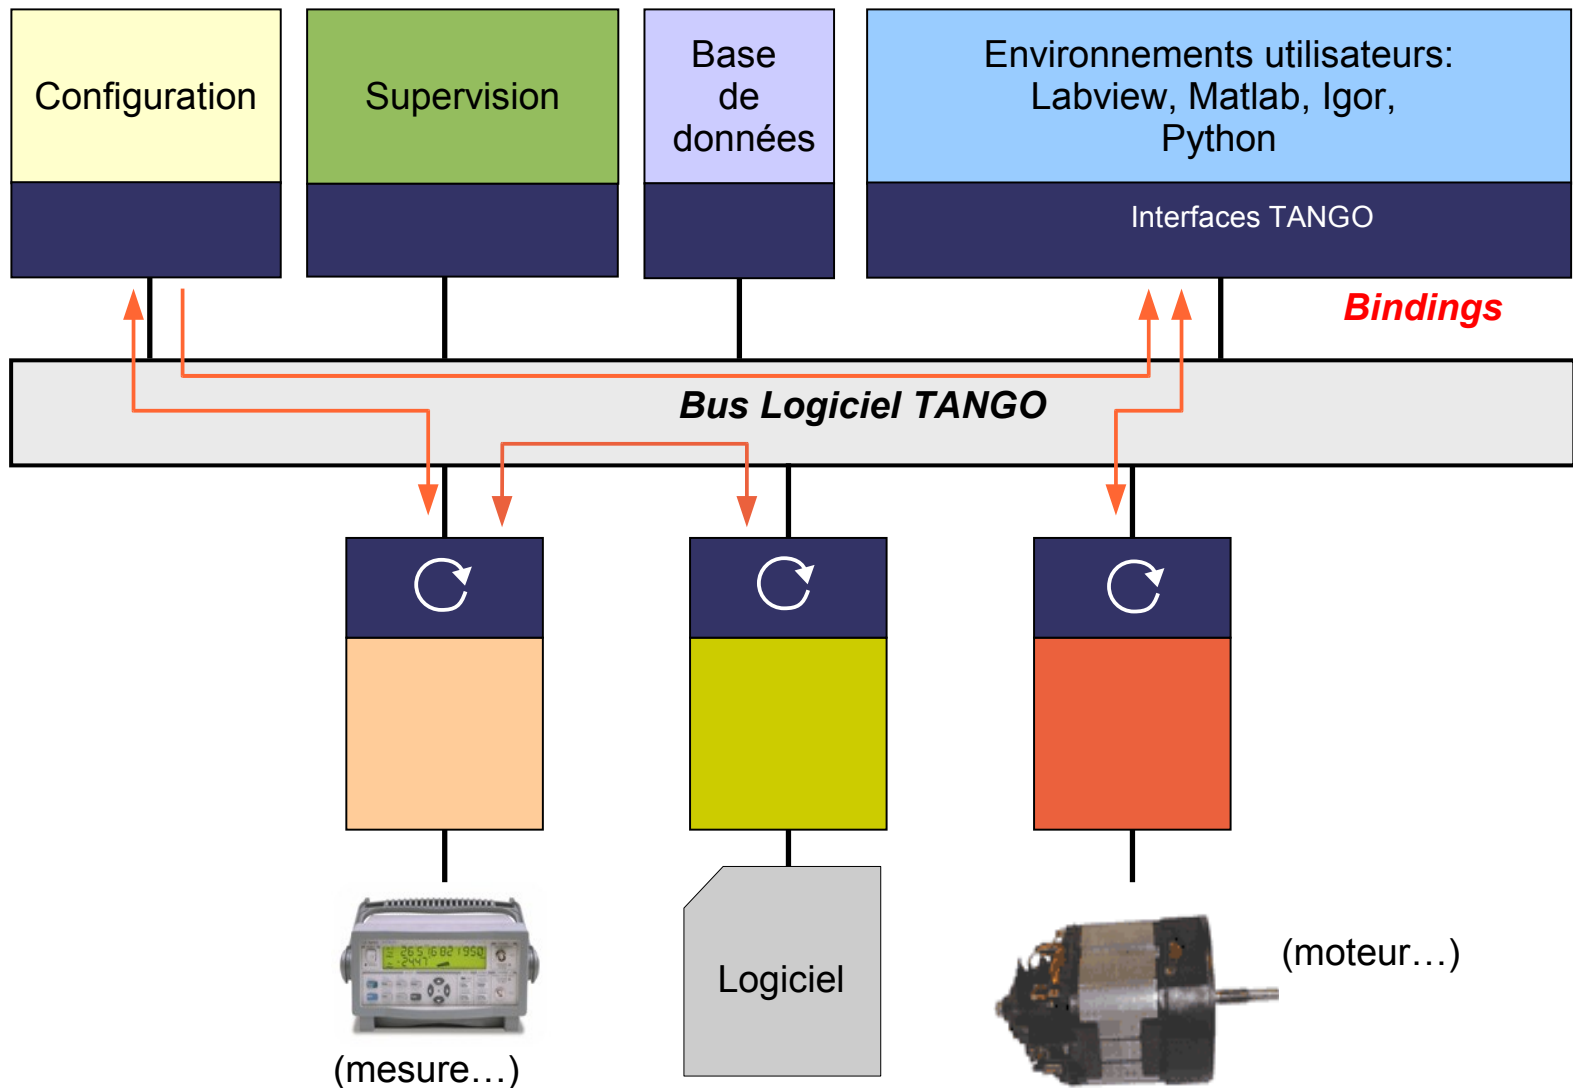 Configuration
Supervision
Base
de
données
Environnements utilisateurs:
Labview, Matlab, Igor,
Python
Interfaces TANGO
Bindings
Bus Logiciel TANGO
Logiciel
(moteur…)
(mesure…)